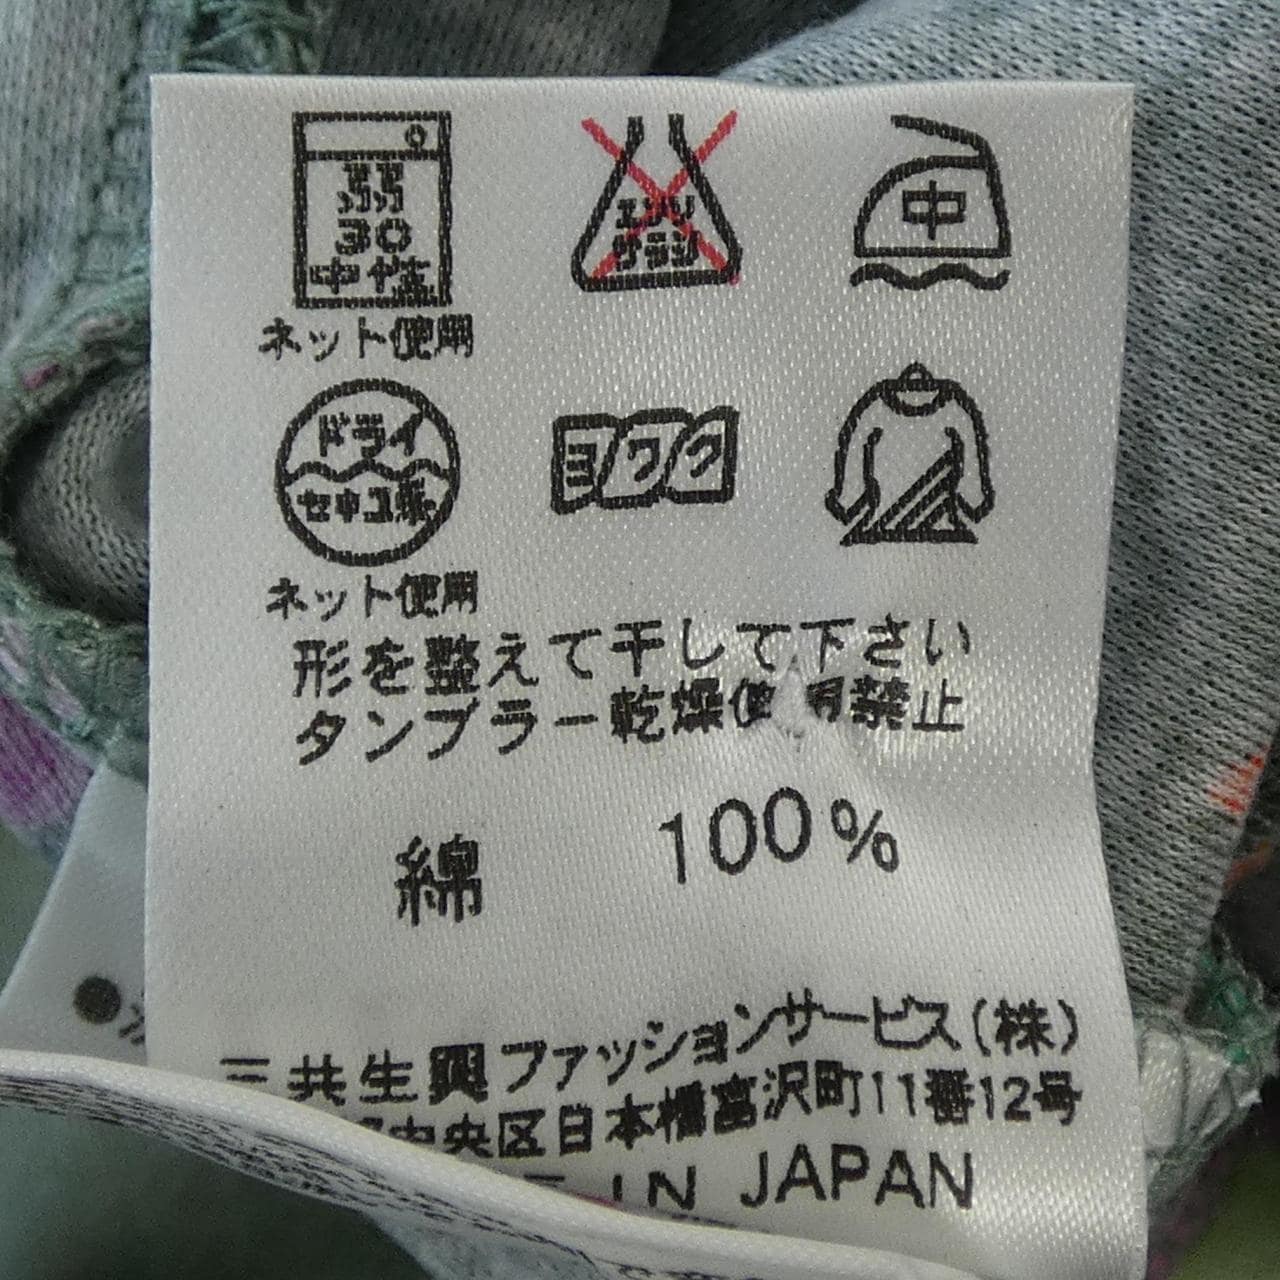 弱
30
中性
ネット使用
エンソ
サラシ
中
ドライ
セキユ系
ネット使用
ヨワク
形を整えて干して下さい
タンブラー乾燥使用禁止
綿 100%
三共生興ファッションサービス(株)
中央区日本橋富沢町11番12号
IN JAPAN